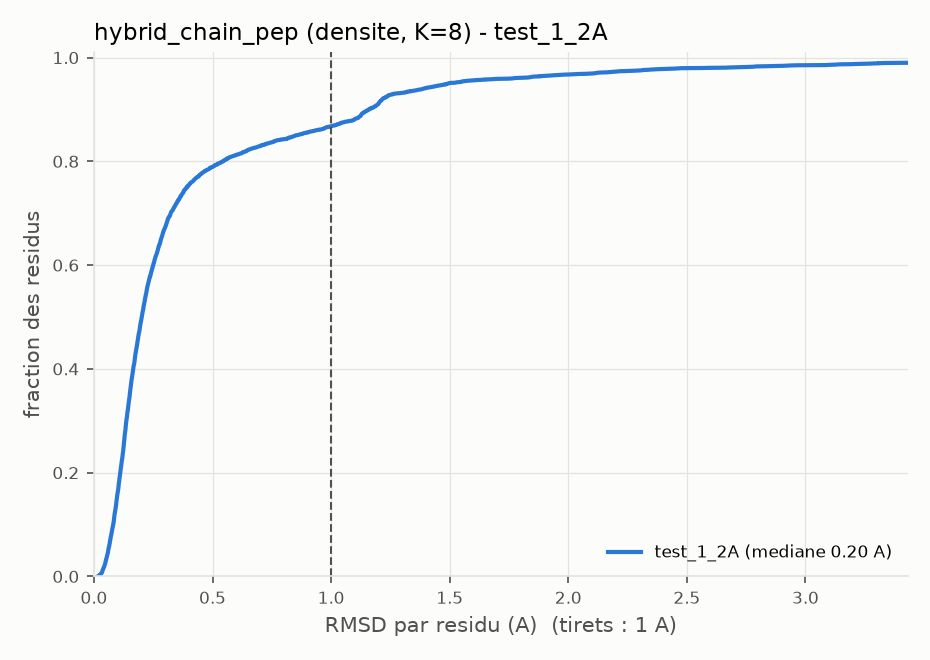 hybrid_chain_pep (densite, K=8) - test_1_2A
1.0
0.8
0.6
0.4
0.2
0.0
fraction des residus
test_1_2A (mediane 0.20 A)
0.0 0.5 1.0 1.5 2.0 2.5 3.0
RMSD par residu (A)  (tirets : 1 A)